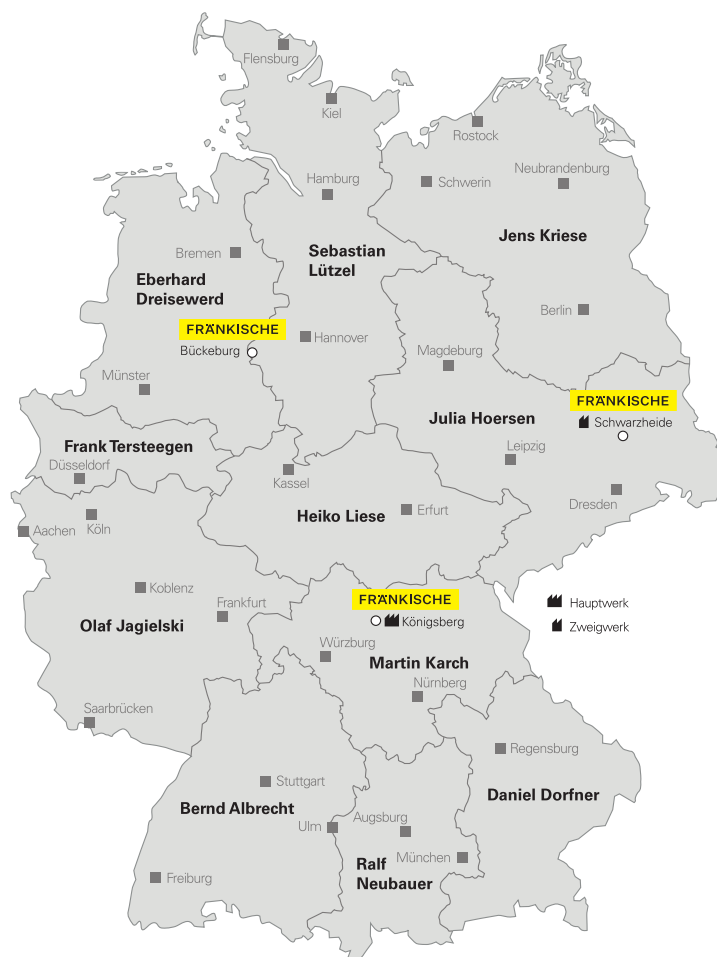 Flensburg
Kiel
Rostock
Hamburg
Schwerin
Neubrandenburg
Jens Kriese
Bremen
Sebastian
Lützel
Eberhard
Dreisewerd
Berlin
FRÄNKISCHE
Bückeburg
Hannover
Magdeburg
Münster
FRÄNKISCHE
Schwarzheide
Julia Hoersen
Frank Tersteegen
Düsseldorf
Kassel
Leipzig
Dresden
Heiko Liese
Erfurt
Aachen
Köln
Koblenz
Frankfurt
Olaf Jagielski
FRÄNKISCHE
Königsberg
Hauptwerk
Zweigwerk
Würzburg
Martin Karch
Nürnberg
Saarbrücken
Regensburg
Stuttgart
Daniel Dorfner
Bernd Albrecht
Ulm
Augsburg
München
Ralf
Neubauer
Freiburg